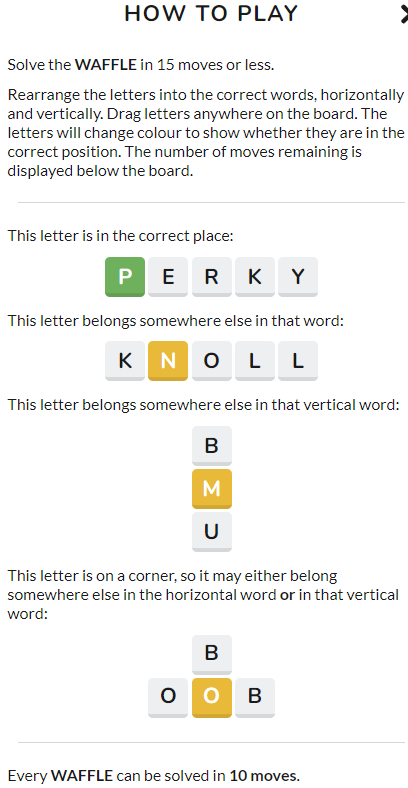 HOW TO PLAY
Solve the WAFFLE in 15 moves or less.
Rearrange the letters into the correct words, horizontally
and vertically. Drag letters anywhere on the board. The
letters will change colour to show whether they are in the
correct position. The number of moves remaining is
displayed below the board.
This letter is in the correct place:
P E R K Y
This letter belongs somewhere else in that word:
K N O L L
This letter belongs somewhere else in that vertical word:
B
M
U
This letter is on a corner, so it may either belong
somewhere else in the horizontal word or in that vertical
word:
B
O O B
Every WAFFLE can be solved in 10 moves.